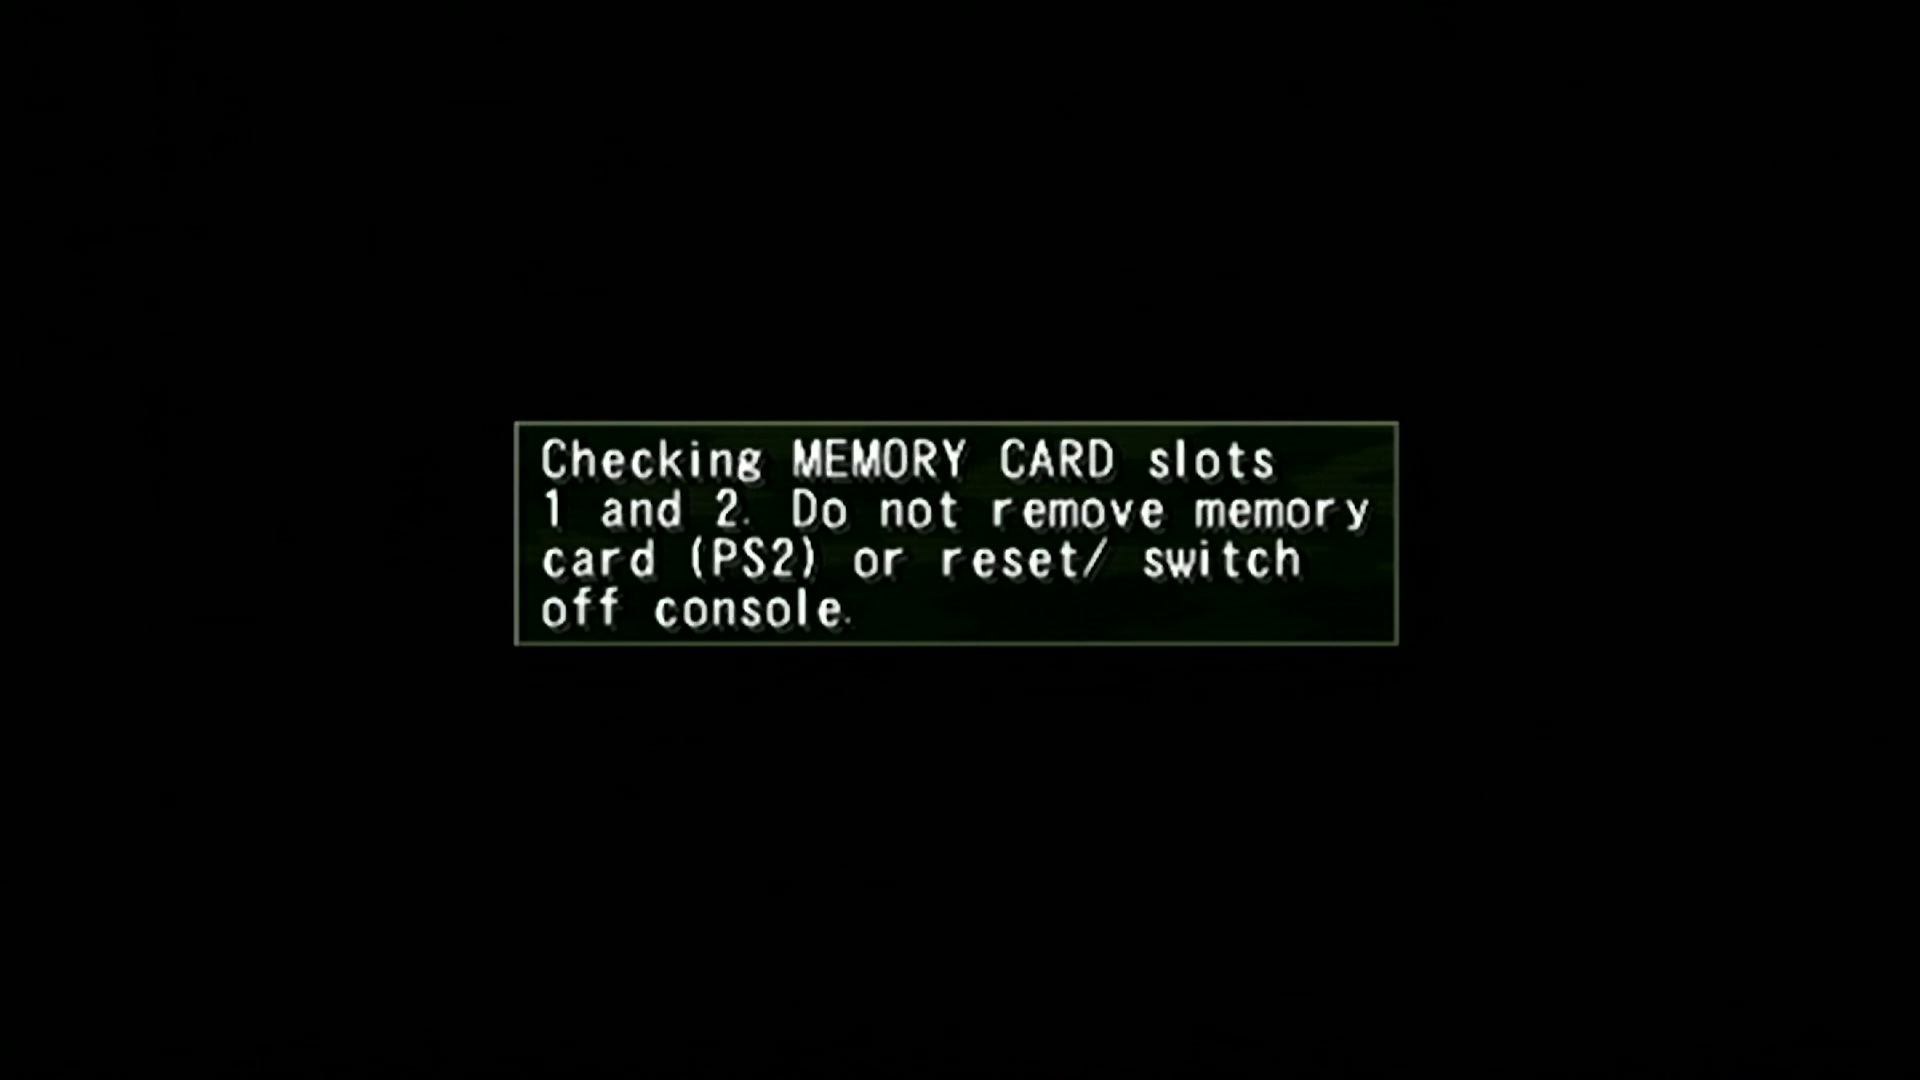 Checking MEMORY CARD slots
1 and 2. Do not remove memory
card (PS2) or reset/ switch
off console.